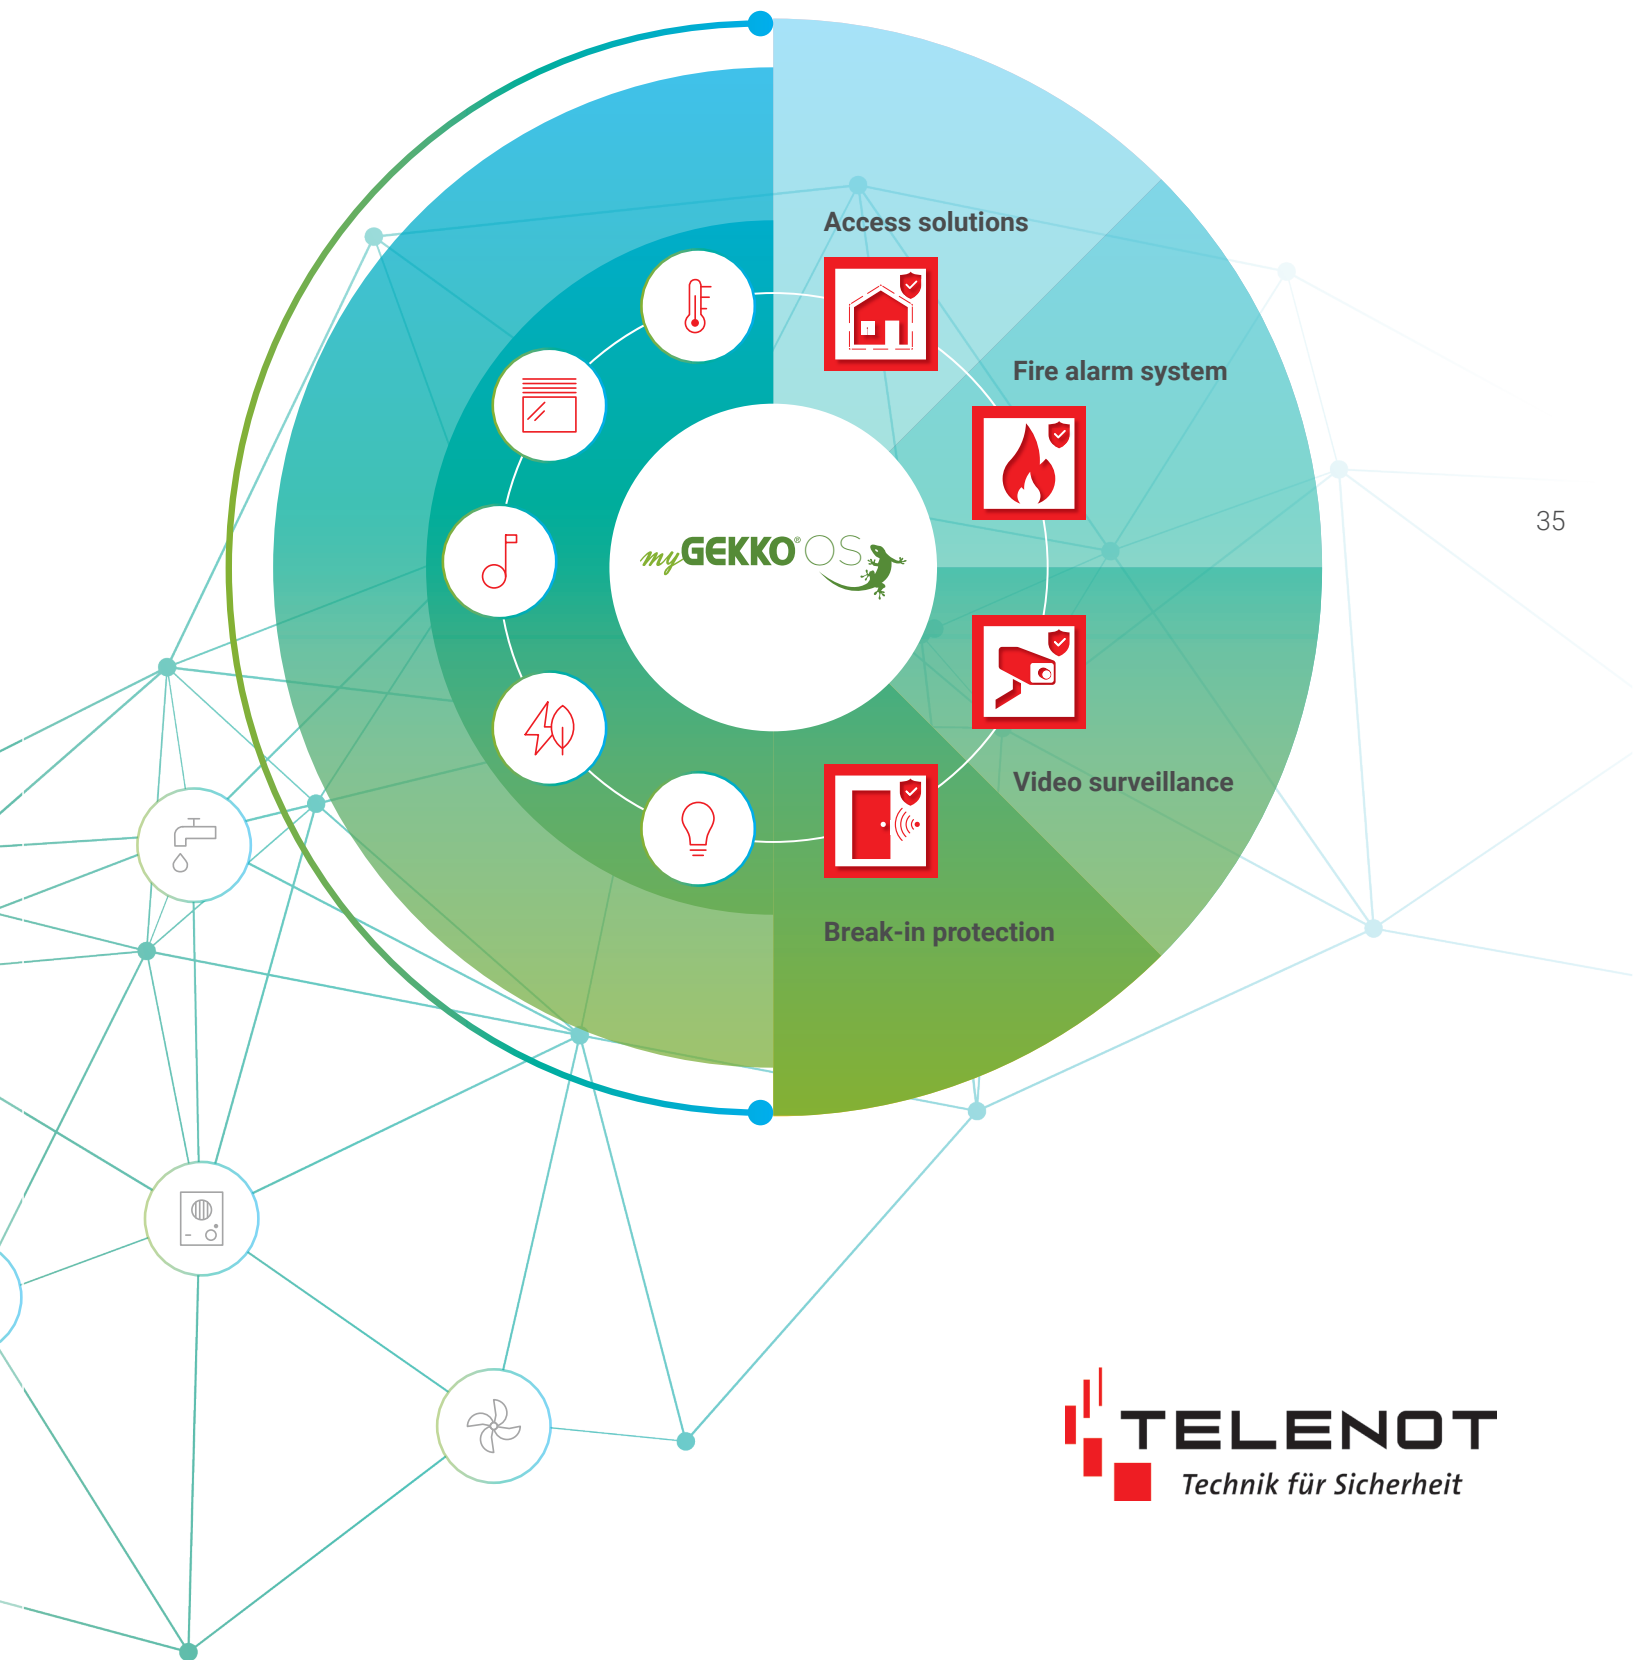 Access solutions
Fire alarm system
35
myGEKKO® OS
Video surveillance
Break-in protection
TELENOT
Technik für Sicherheit